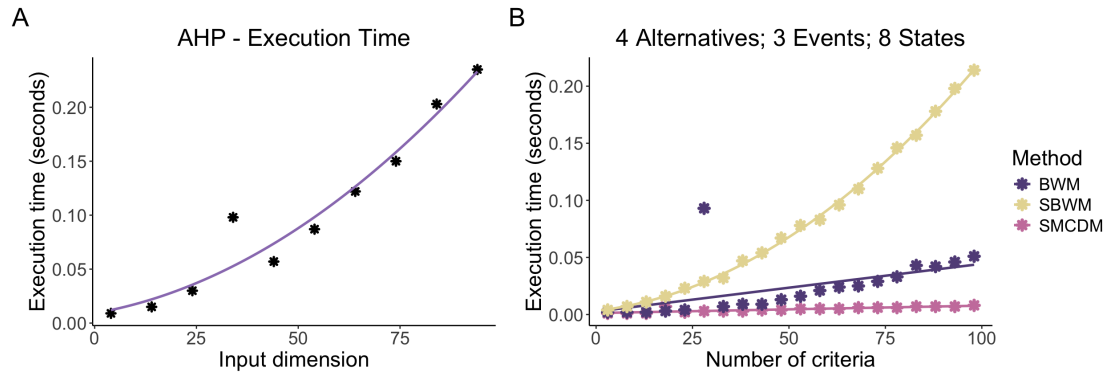 A
AHP - Execution Time
Execution time (seconds)
0.20
0.15
0.10
0.05
0.00
0
25
50
75
Input dimension
B
4 Alternatives; 3 Events; 8 States
Execution time (seconds)
0.20
0.15
0.10
0.05
0.00
0
25
50
75
100
Number of criteria
Method
BWM
SBWM
SMCDM